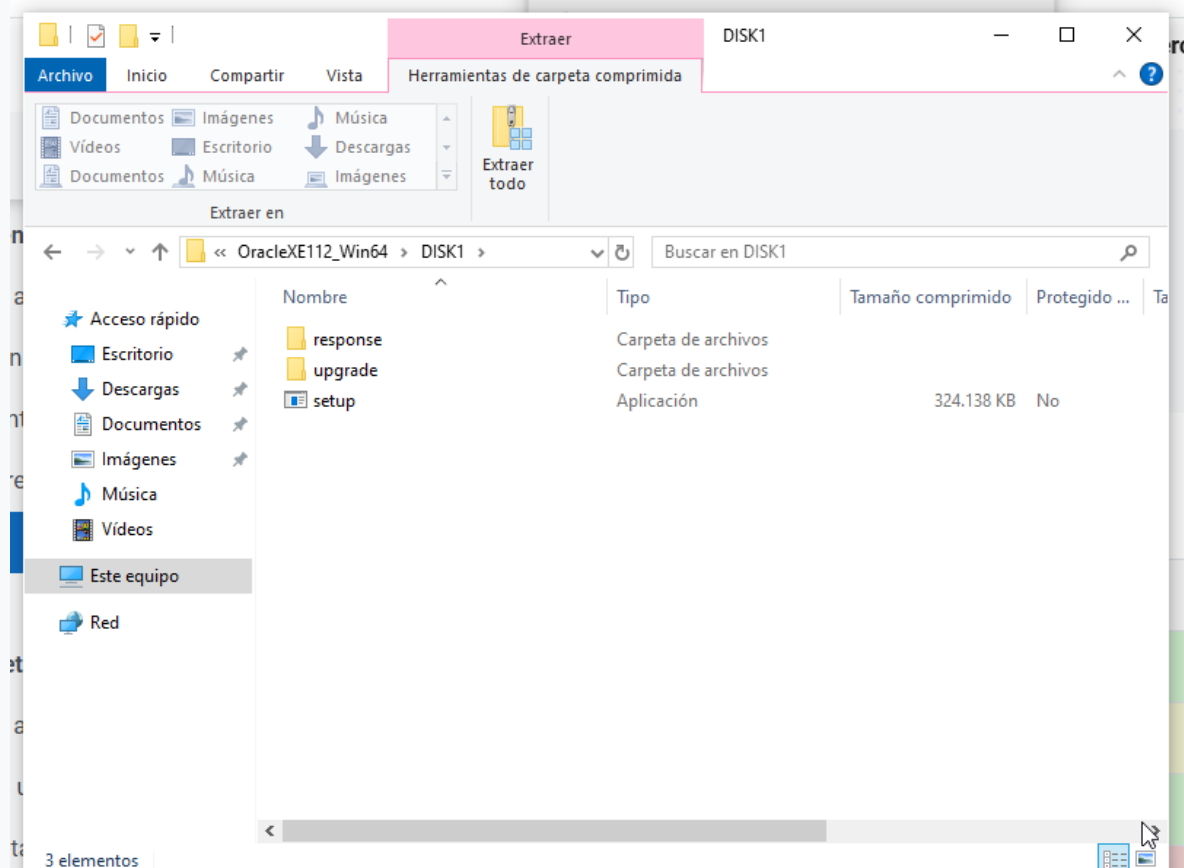 Extraer
DISK1
Archivo Inicio Compartir Vista Herramientas de carpeta comprimida
Documentos Imágenes Música
Vídeos Escritorio Descargas
Documentos Música Imágenes
Extraer en
Extraer
todo
« OracleXE112_Win64 > DISK1 >
Buscar en DISK1
Nombre Tipo Tamaño comprimido Protegido ... Ta
Acceso rápido
Escritorio
Descargas
Documentos
Imágenes
Música
Vídeos
Este equipo
Red
response Carpeta de archivos
upgrade Carpeta de archivos
setup Aplicación 324.138 KB No
3 elementos